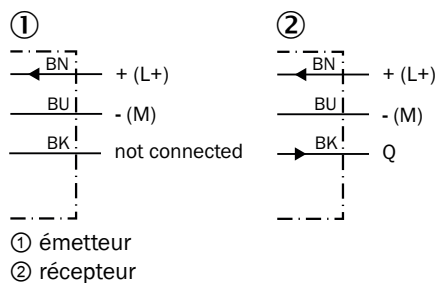 ① ②
BN + (L+) BN + (L+)
BU - (M) BU - (M)
BK not connected BK Q
① émetteur
② récepteur